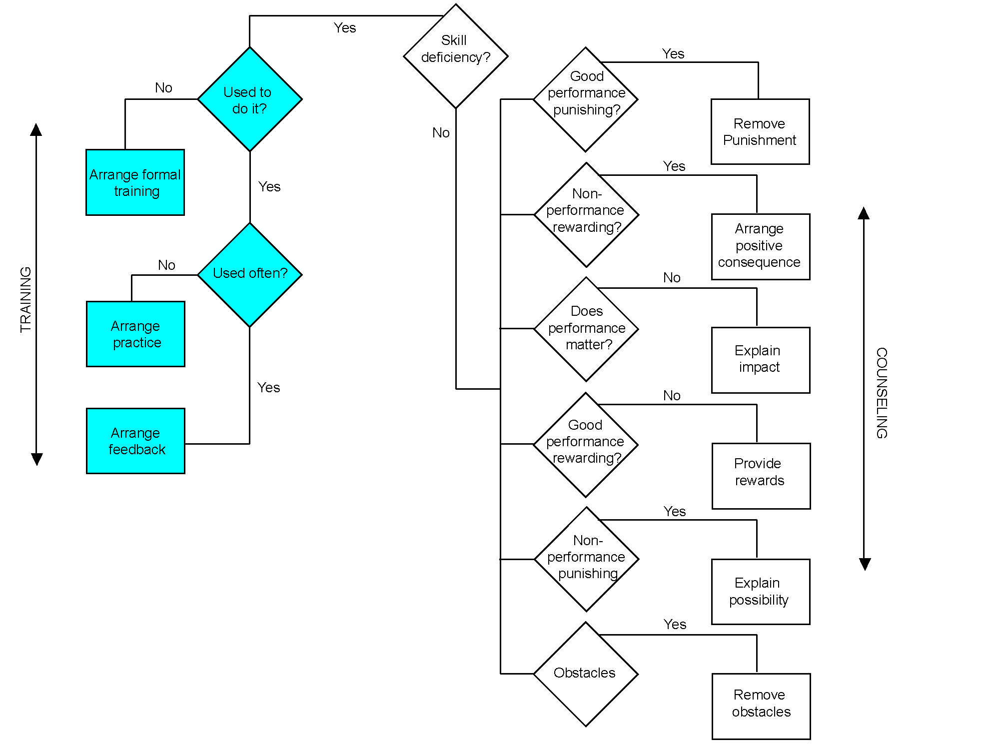 Skill
deficiency?
Yes
No
Used to
do it?
No
Arrange formal
training
Yes
Used often?
No
Arrange
practice
Yes
Arrange
feedback
TRAINING
Good
performance
punishing?
Yes
Remove
Punishment
Non-
performance
rewarding?
Yes
Arrange
positive
consequence
Does
performance
matter?
No
Explain
impact
Good
performance
rewarding?
No
Provide
rewards
Non-
performance
punishing
Yes
Explain
possibility
Obstacles
Yes
Remove
obstacles
COUNSELING